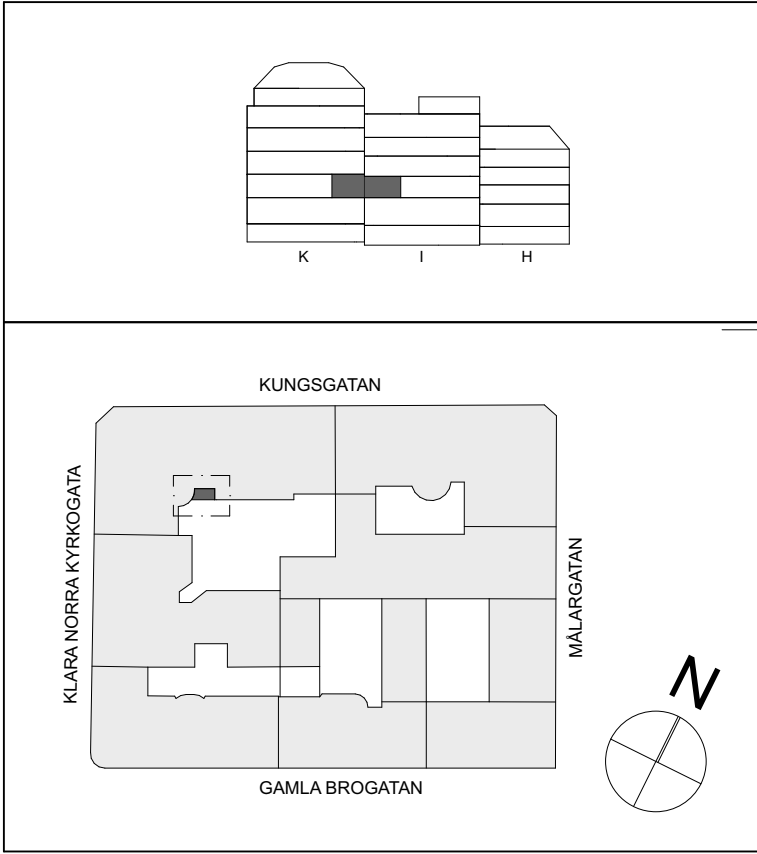 K I H
KUNGSGATAN
KLARA NORRA KYRKOGATA
MÅLARGATAN
N
GAMLA BROGATAN